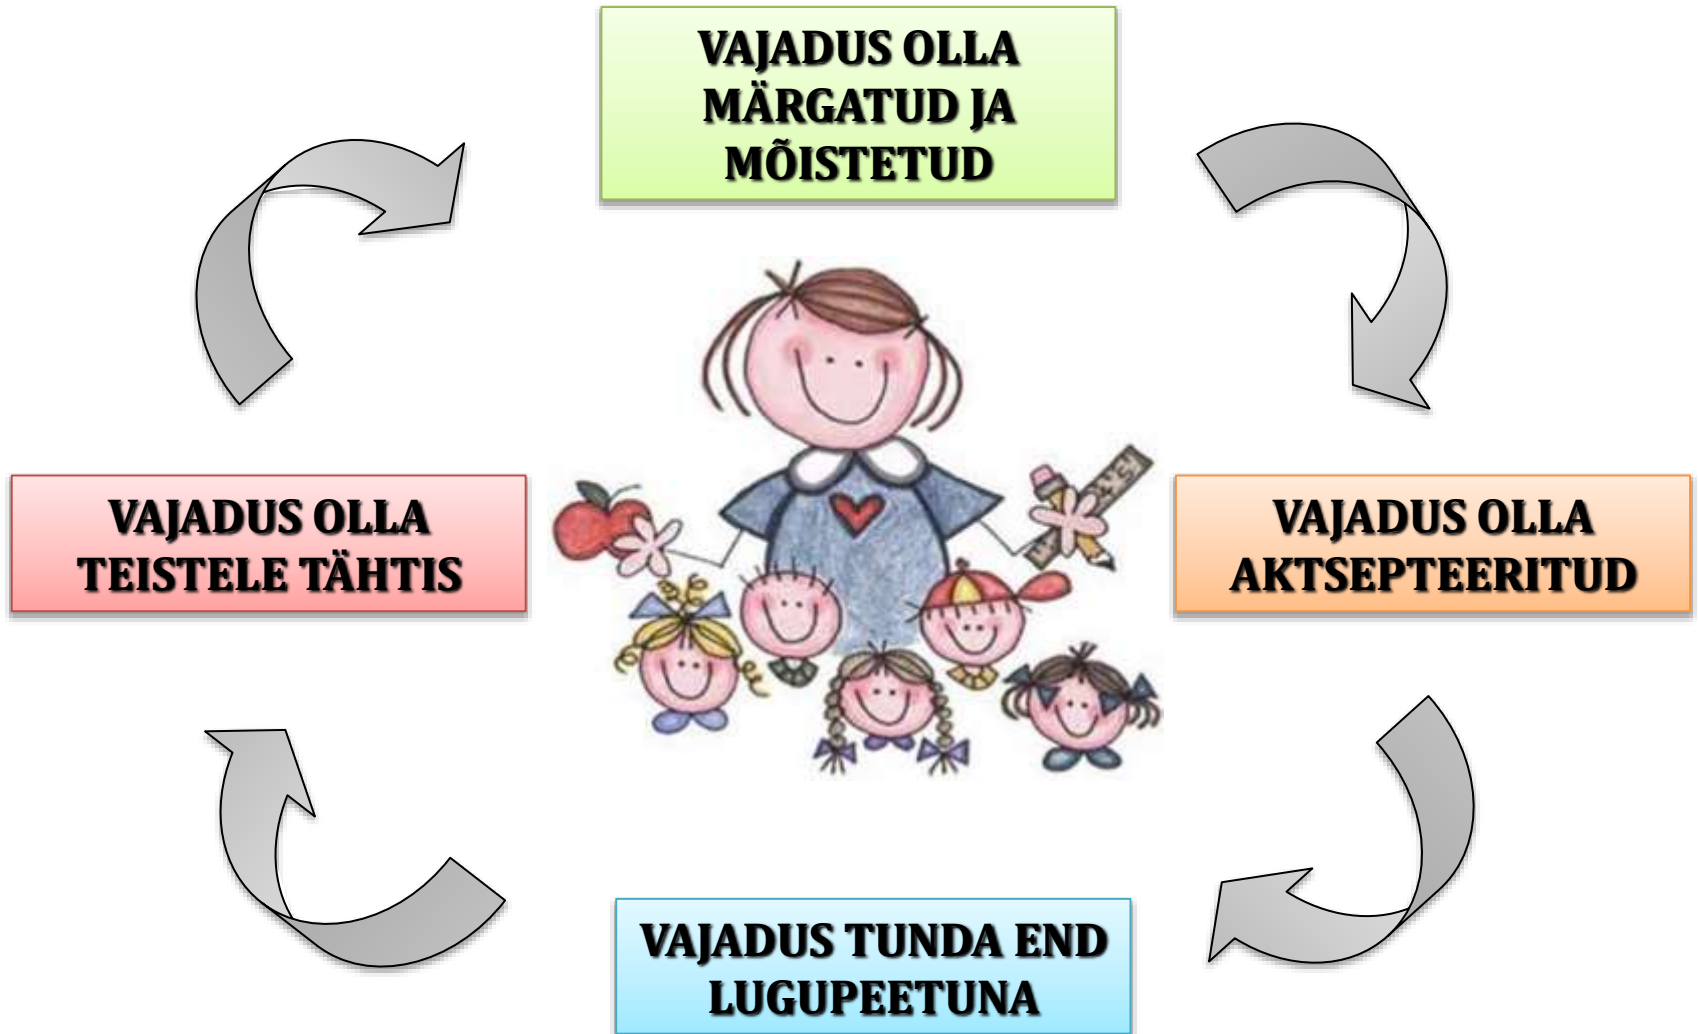 VAJADUS OLLA
MÄRGATUD JA
MÕISTETUD
VAJADUS OLLA
TEISTELE TÄHTIS
VAJADUS OLLA
AKTSEPTEERITUD
VAJADUS TUNDA END
LUGUPEETUNA